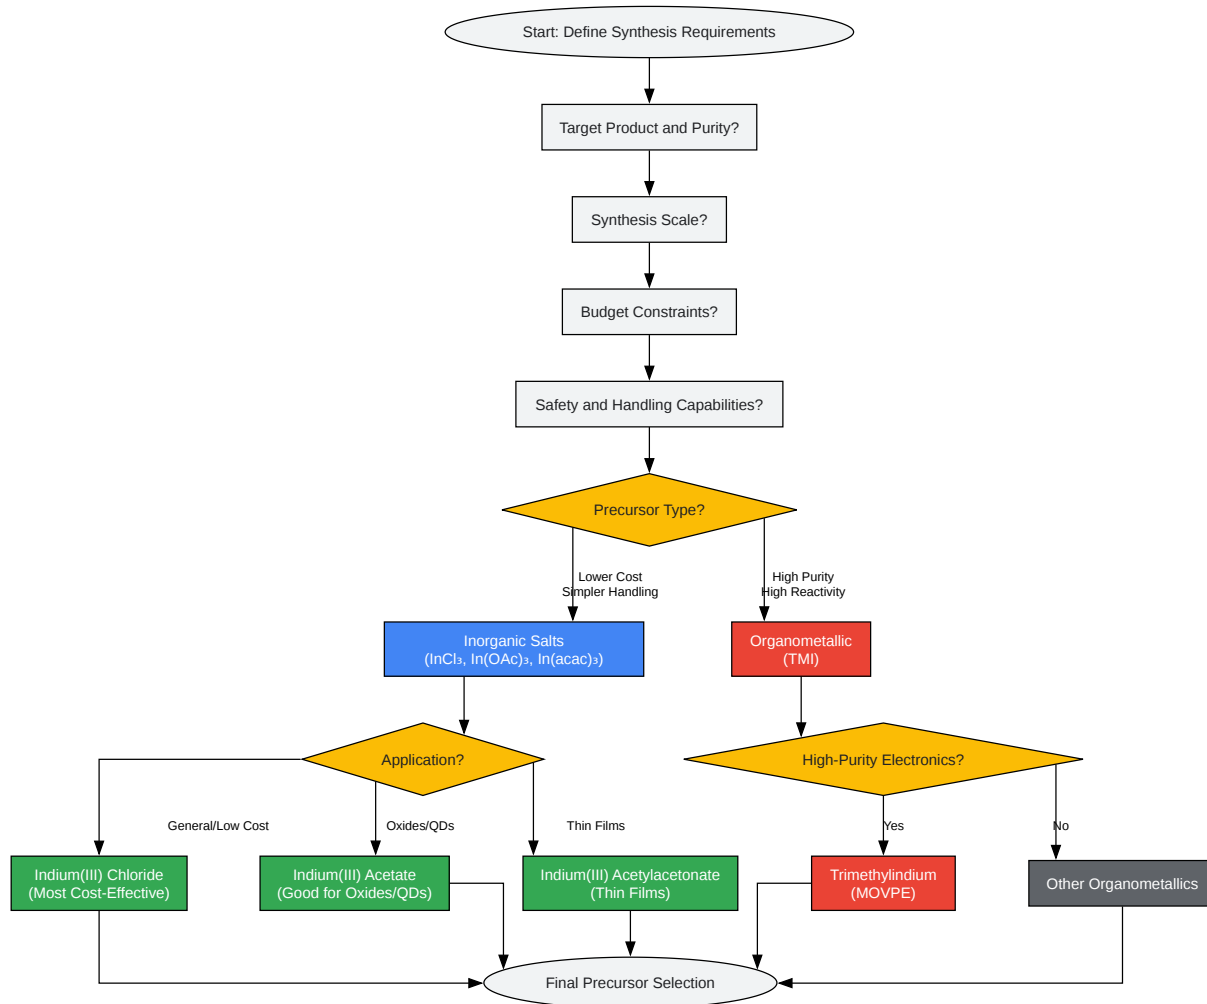 Start: Define Synthesis Requirements
Target Product and Purity?
Synthesis Scale?
Budget Constraints?
Safety and Handling Capabilities?
Precursor Type?
Lower Cost
Simpler Handling
High Purity
High Reactivity
Inorganic Salts
(InCl₃, In(OAc)₃, In(acac)₃)
Organometallic
(TMI)
Application?
High-Purity Electronics?
General/Low Cost
Oxides/QDs
Thin Films
Yes
No
Indium(III) Chloride
(Most Cost-Effective)
Indium(III) Acetate
(Good for Oxides/QDs)
Indium(III) Acetylacetonate
(Thin Films)
Trimethylindium
(MOVPE)
Other Organometallics
Final Precursor Selection